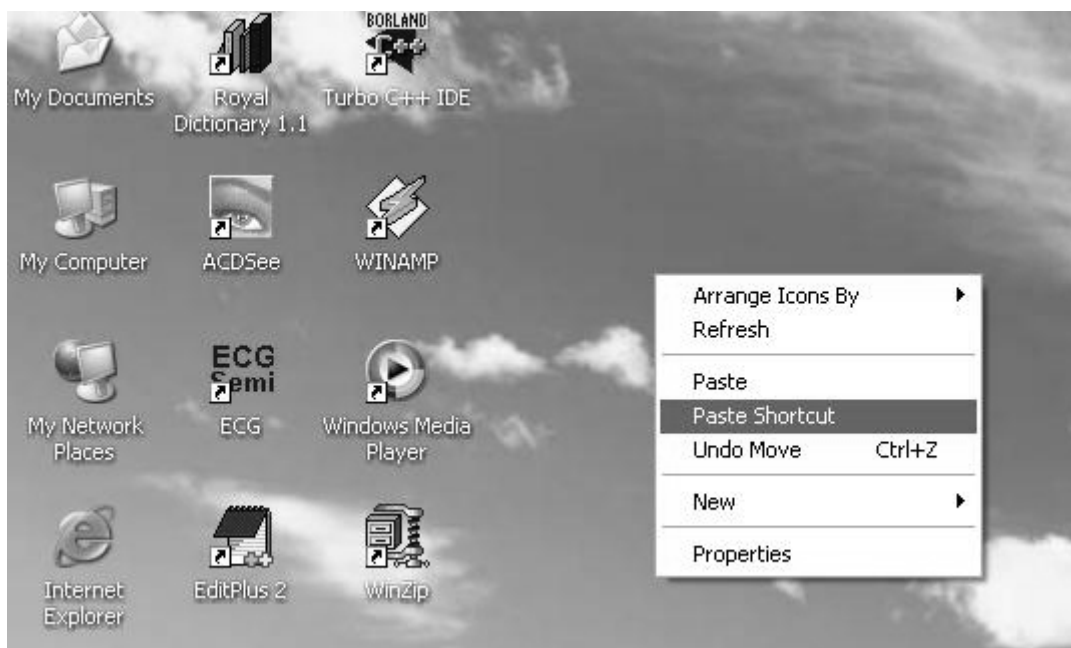 BORLAND
C++
My Documents
Royal
Dictionary 1.1
Turbo C++ IDE
My Computer
ACDSee
WINAMP
ECG
Semi
My Network
Places
ECG
Windows Media
Player
Internet
Explorer
EditPlus 2
WinZip
Arrange Icons By
Refresh
Paste
Paste Shortcut
Undo Move Ctrl+Z
New
Properties